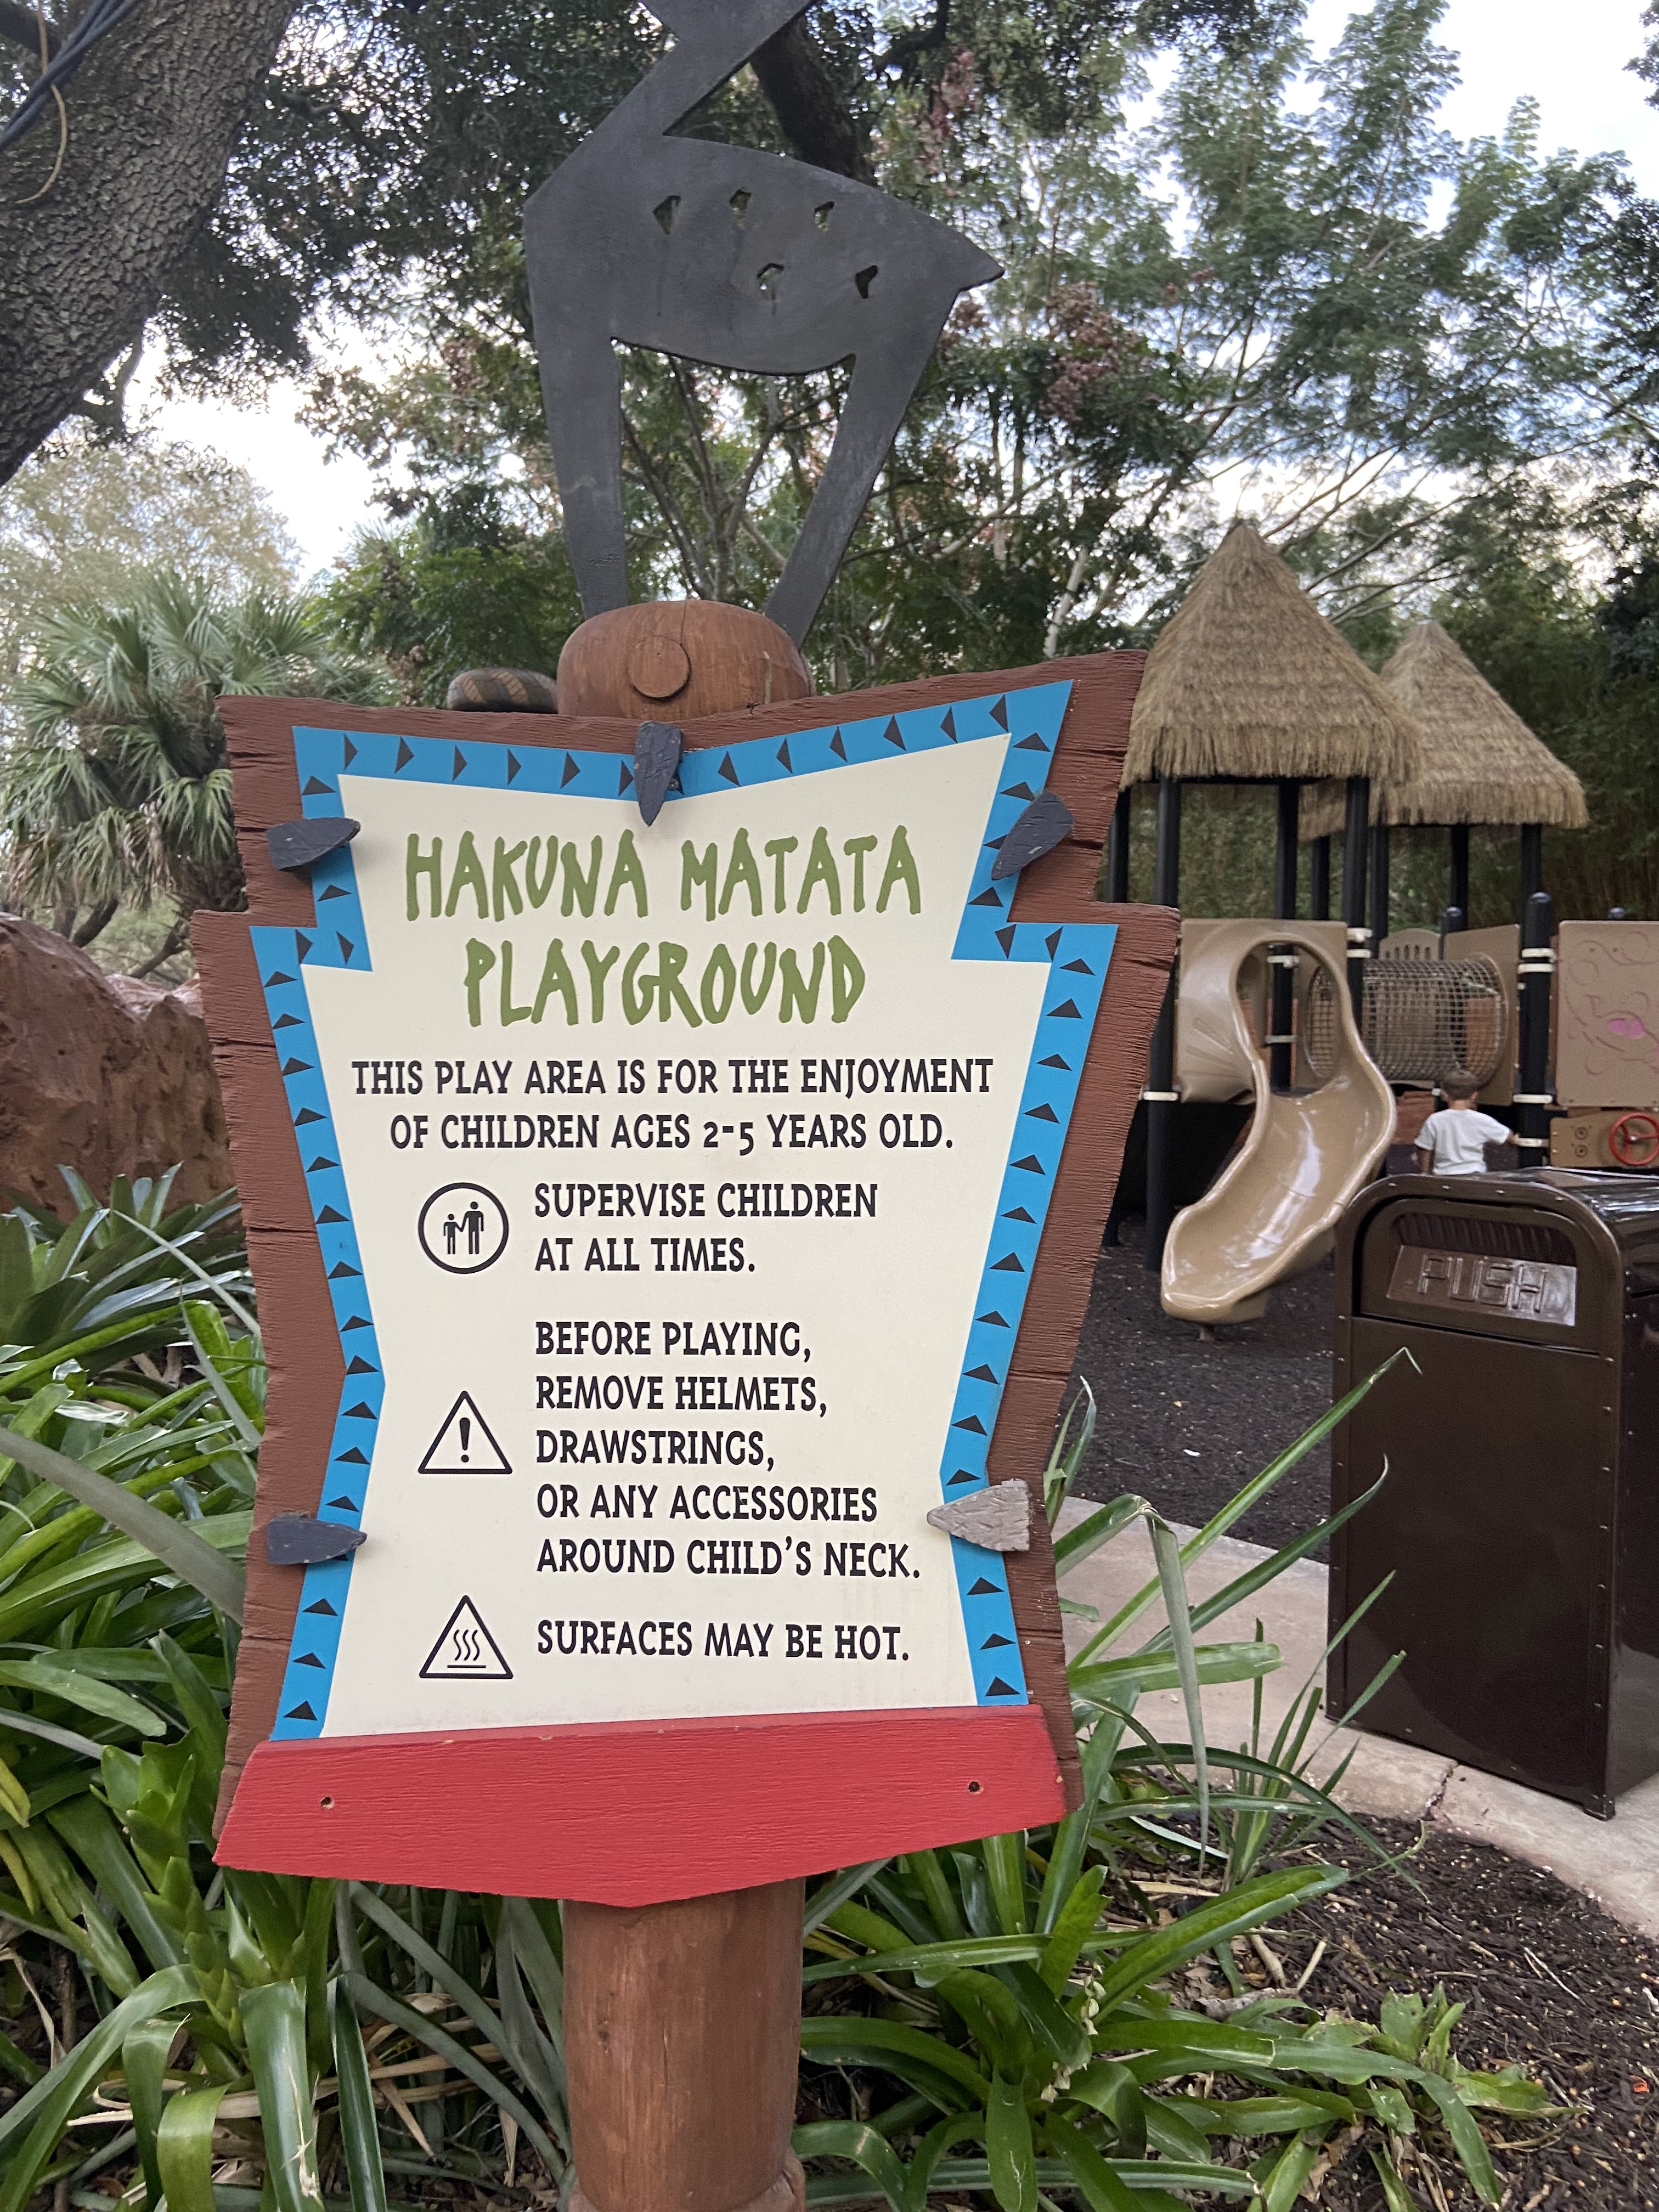 HAKUNA MATATA
PLAYGROUND
THIS PLAY AREA IS FOR THE ENJOYMENT
OF CHILDREN AGES 2-5 YEARS OLD.
SUPERVISE CHILDREN
AT ALL TIMES.
BEFORE PLAYING,
REMOVE HELMETS,
DRAWSTRINGS,
OR ANY ACCESSORIES
AROUND CHILD'S NECK.
SURFACES MAY BE HOT.
PUSH